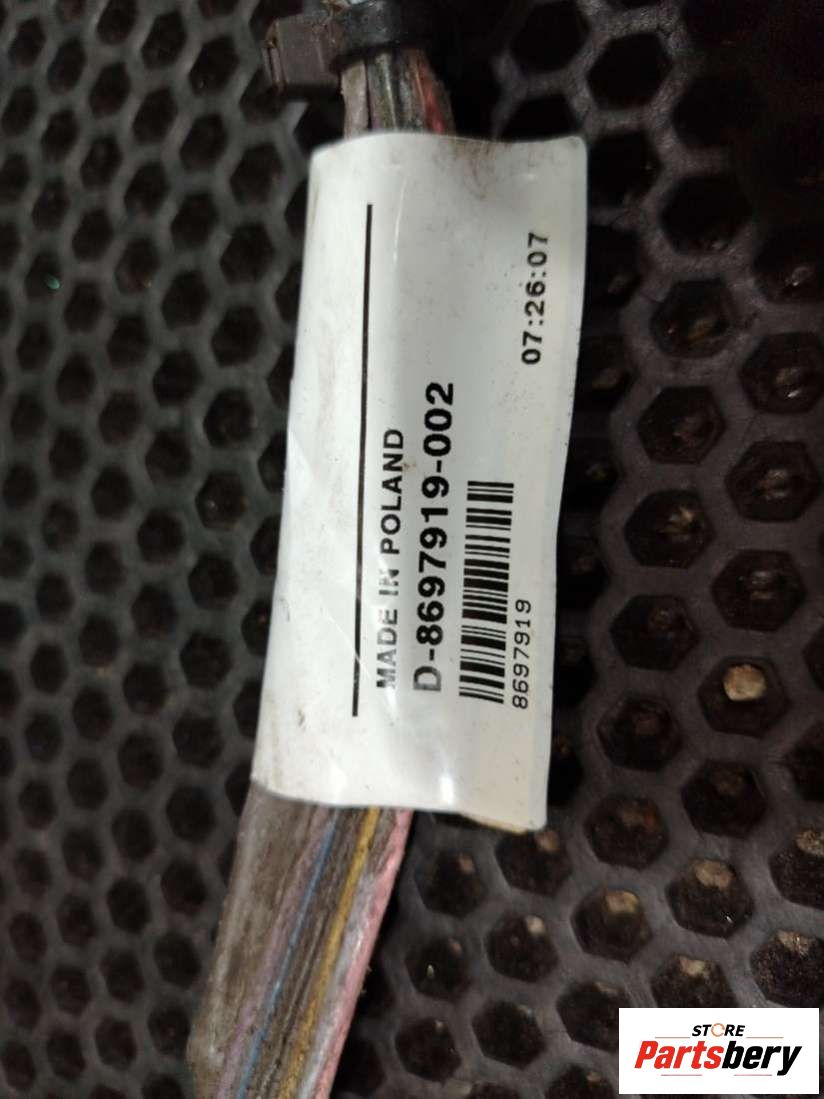 MADE IN POLAND
D-8697919-002
8697919
07:26:07
STORE
Partsbery